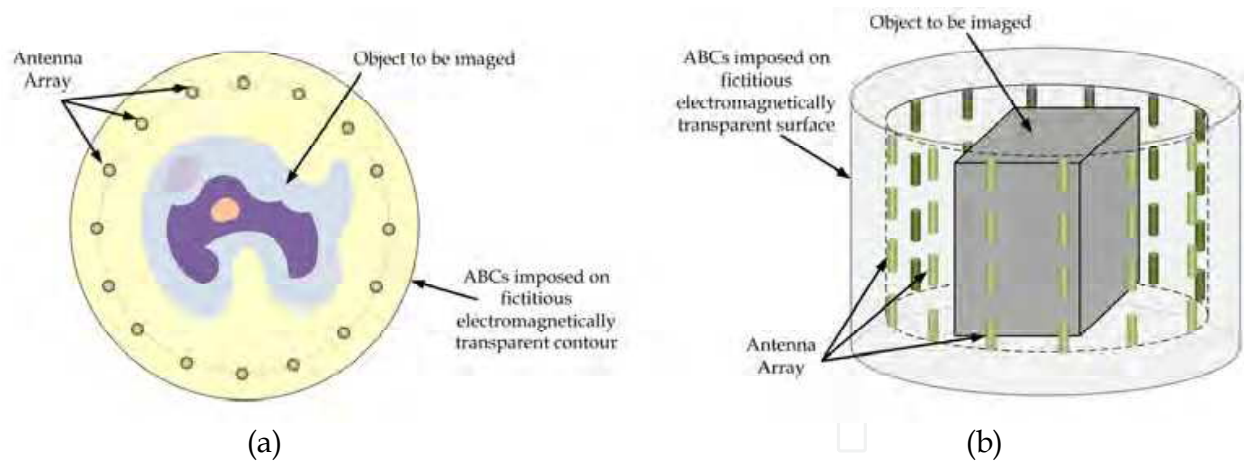 Antenna
Array
Object to be imaged
ABCs imposed on
fictitious
electromagnetically
transparent contour
(a)
Object to be imaged
ABCs imposed on
fictitious
electromagnetically
transparent surface
Antenna
Array
(b)